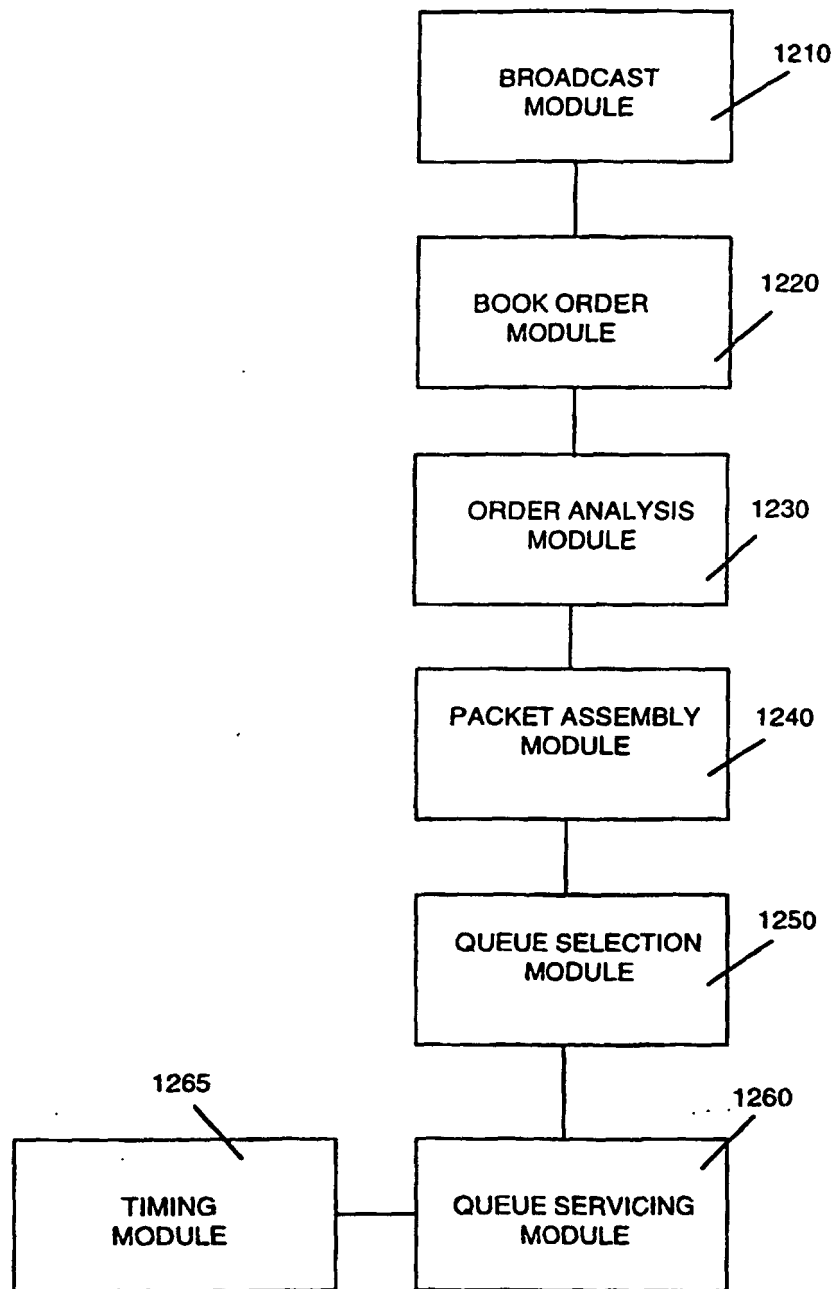 BROADCAST
MODULE
1210
BOOK ORDER
MODULE
1220
ORDER ANALYSIS
MODULE
1230
PACKET ASSEMBLY
MODULE
1240
QUEUE SELECTION
MODULE
1250
1265
TIMING
MODULE
1260
QUEUE SERVICING
MODULE